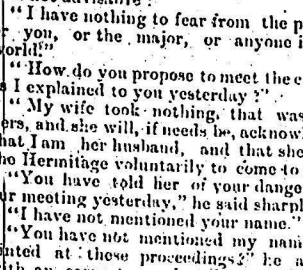 "I have nothing to fear from the
you, or the major, or anyone
world."
"How do you propose to meet the
I explained to you yesterday?"
"My wife took nothing, that was
ers, and she will, if needs be, acknow
hat I am her husband, and that she
he Hermitage voluntarily to come to
"You have told her of your dange
ur meeting yesterday," he said sharpl
"I have not mentioned your name."
"You have not mentioned my nam
inted at these proceedings?" he a